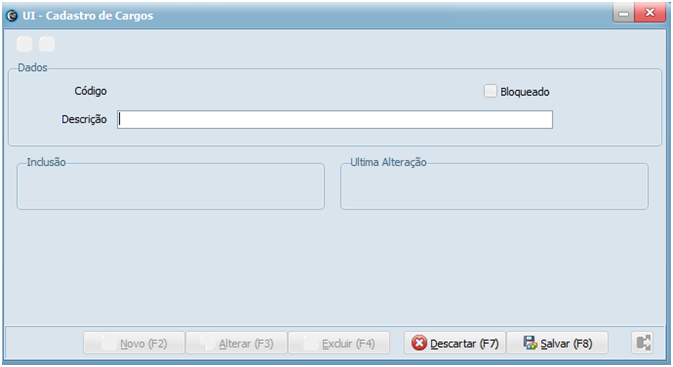 UI - Cadastro de Cargos
Dados
Código
Bloqueado
Descrição
Inclusão
Ultima Alteração
Novo (F2)
Alterar (F3)
Excluir (F4)
Descartar (F7)
Salvar (F8)